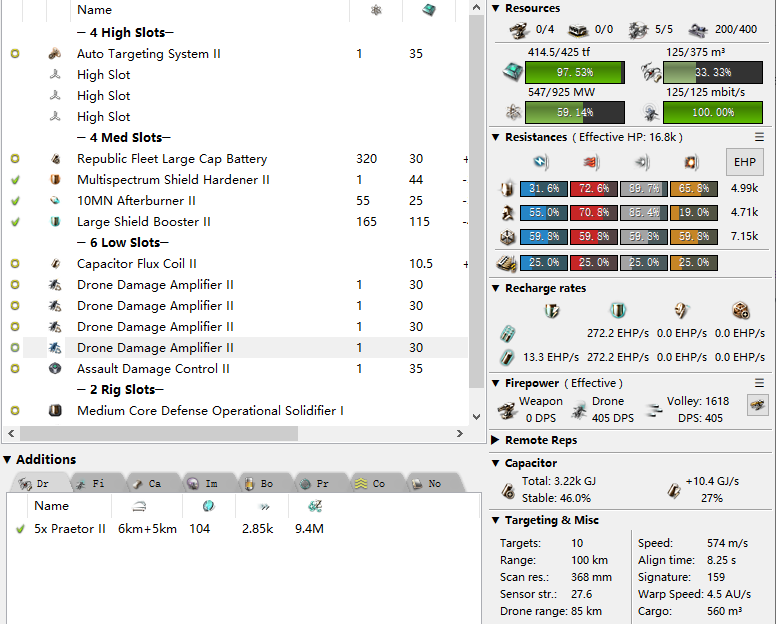 Name
– 4 High Slots–
Auto Targeting System II 1 35
High Slot
High Slot
High Slot
– 4 Med Slots–
Republic Fleet Large Cap Battery 320 30 +
Multispectrum Shield Hardener II 1 44 -
10MN Afterburner II 55 25 -
Large Shield Booster II 165 115 -
– 6 Low Slots–
Capacitor Flux Coil II 10.5 +
Drone Damage Amplifier II 1 30
Drone Damage Amplifier II 1 30
Drone Damage Amplifier II 1 30
Drone Damage Amplifier II 1 30
Assault Damage Control II 1 35
– 2 Rig Slots–
Medium Core Defense Operational Solidifier I
Additions
Dr Fi Ca Im Bo Pr Co No
Name
5x Praetor II 6km+5km 104 2.85k 9.4M
Resources
0/4 0/0 5/5 200/400
414.5/425 tf 125/375 m³
97.53% 33.33%
547/925 MW 125/125 mbit/s
59.14% 100.00%
Resistances ( Effective HP: 16.8k )
EHP
31.6% 72.6% 89.7% 65.8% 4.99k
55.0% 70.8% 85.4% 19.0% 4.71k
59.8% 59.8% 59.8% 59.8% 7.15k
25.0% 25.0% 25.0% 25.0%
Recharge rates
272.2 EHP/s 0.0 EHP/s 0.0 EHP/s
13.3 EHP/s 272.2 EHP/s 0.0 EHP/s 0.0 EHP/s
Firepower ( Effective )
Weapon Drone Volley: 1618
0 DPS 405 DPS DPS: 405
Remote Reps
Capacitor
Total: 3.22k GJ +10.4 GJ/s
Stable: 46.0% 27%
Targeting & Misc
Targets: 10 Speed: 574 m/s
Range: 100 km Align time: 8.25 s
Scan res.: 368 mm Signature: 159
Sensor str.: 27.6 Warp Speed: 4.5 AU/s
Drone range: 85 km Cargo: 560 m³